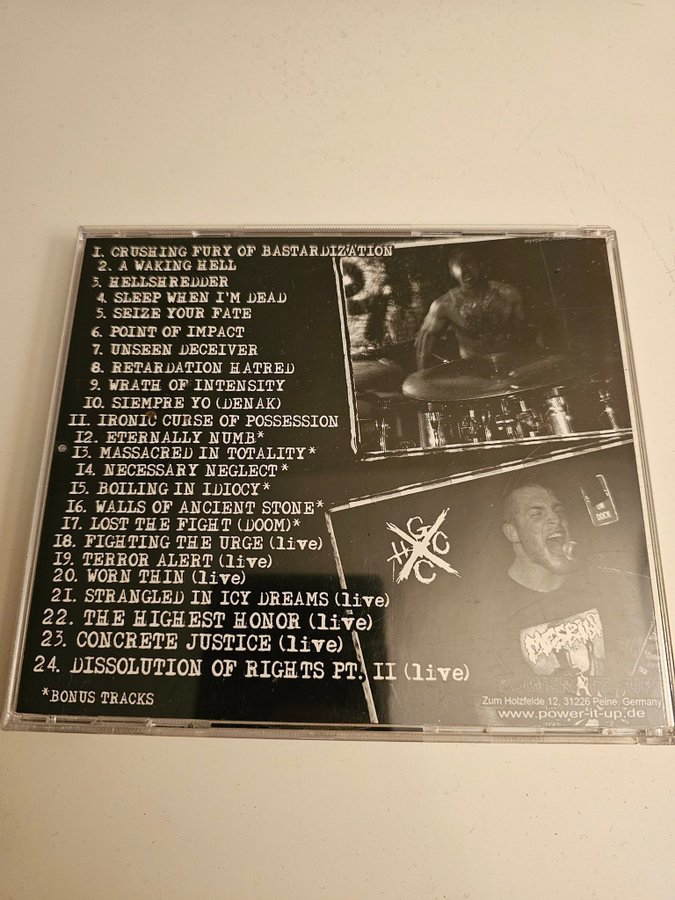 1. CRUSHING FURY OF BASTARDIZATION
2. A WAKING HELL
3. HELLSHREDDER
4. SLEEP WHEN I'M DEAD
5. SEIZE YOUR FATE
6. POINT OF IMPACT
7. UNSEEN DECEIVER
8. RETARDATION HATRED
9. WRATH OF INTENSITY
10. SIEMPRE YO (DENAK)
11. IRONIC CURSE OF POSSESSION
12. ETERNALLY NUMB*
13. MASSACRED IN TOTALITY*
14. NECESSARY NEGLECT*
15. BOILING IN IDIOCY*
16. WALLS OF ANCIENT STONE*
17. LOST THE FIGHT (DOOM)*
18. FIGHTING THE URGE (live)
19. TERROR ALERT (live)
20. WORN THIN (live)
21. STRANGLED IN ICY DREAMS (live)
22. THE HIGHEST HONOR (live)
23. CONCRETE JUSTICE (live)
24. DISSOLUTION OF RIGHTS PT. II (live)
*BONUS TRACKS
G
H C
C
Zum Holzfelde 12, 31226 Peine, Germany
www.power-it-up.de